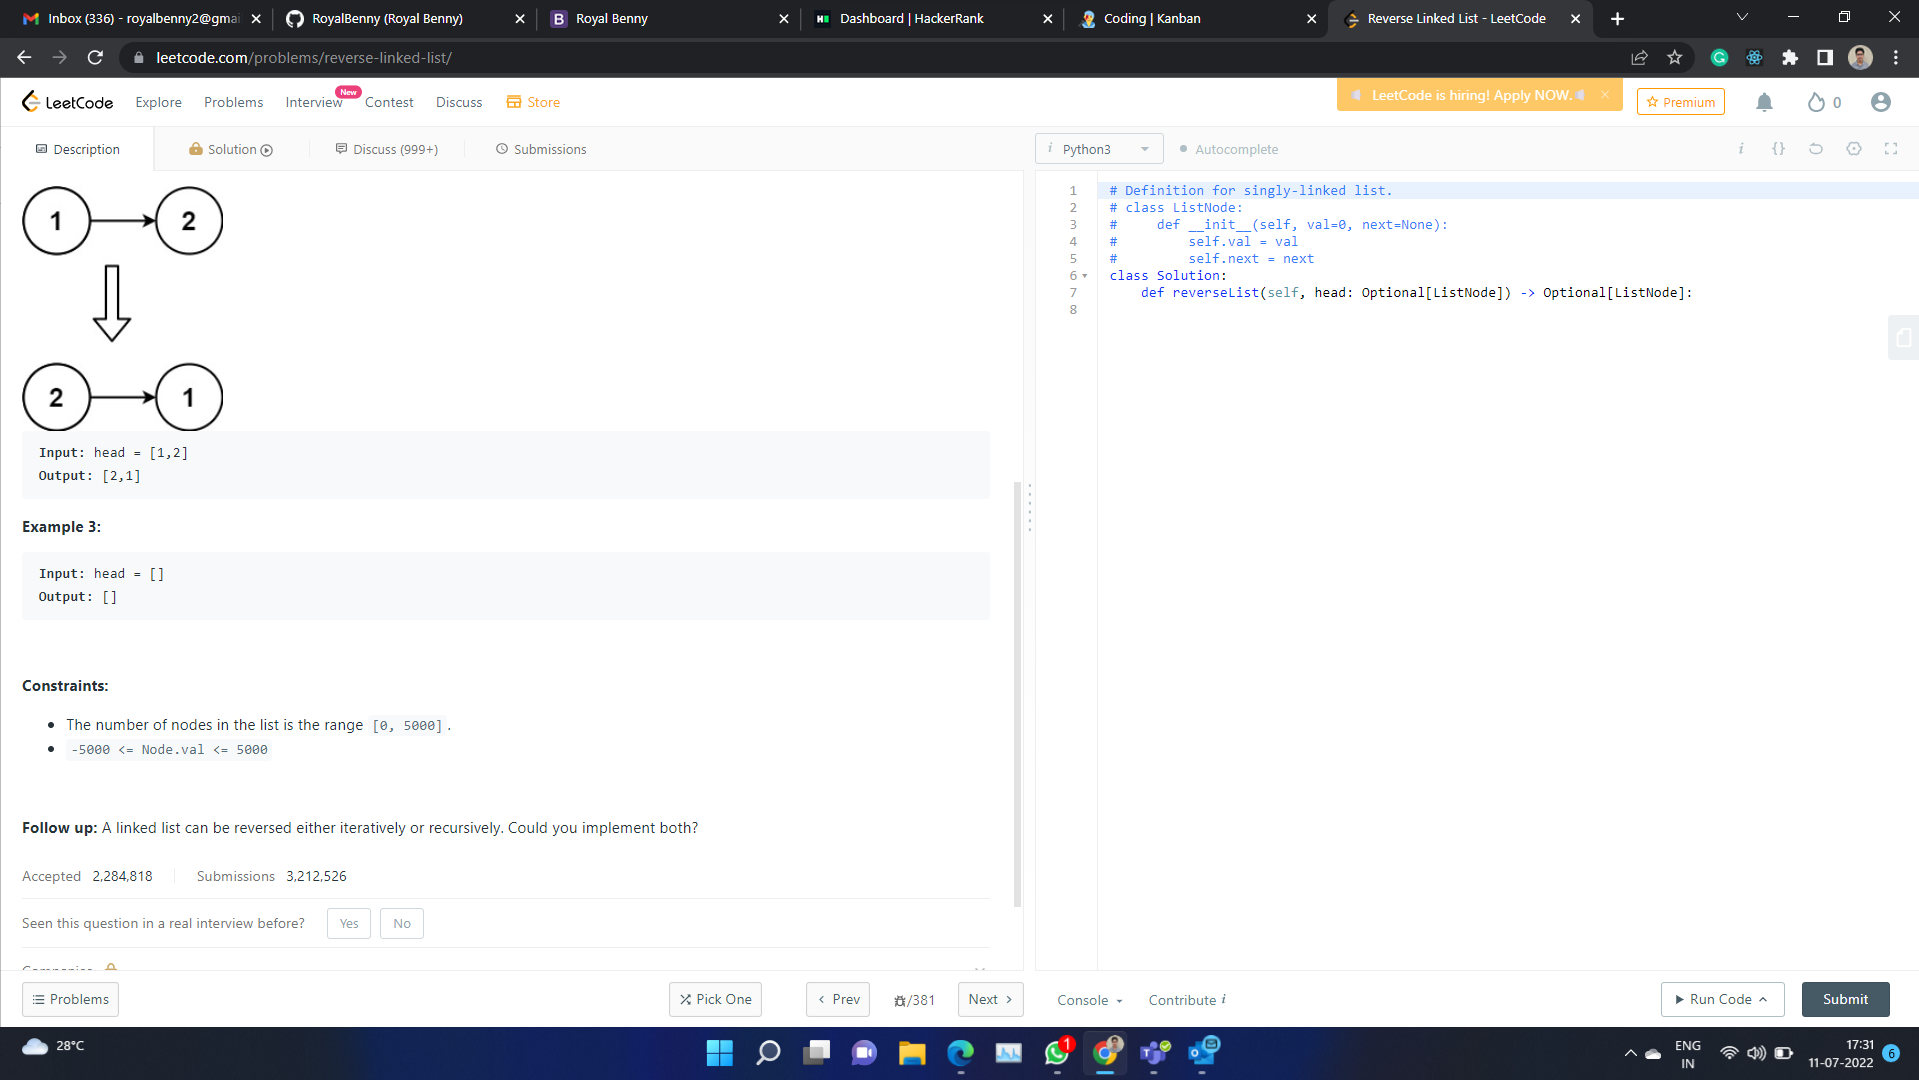 Inbox (336) - royalbenny2@gmai
RoyalBenny (Royal Benny)
Royal Benny
Dashboard | HackerRank
Coding | Kanban
Reverse Linked List - LeetCode
leetcode.com/problems/reverse-linked-list/
LeetCode
Explore
Problems
Interview
New
Contest
Discuss
Store
LeetCode is hiring! Apply NOW.
Premium
0
Description
Solution
Discuss (999+)
Submissions
i Python3
Autocomplete
i {}
1 2
2 1
Input: head = [1,2]
Output: [2,1]
Example 3:
Input: head = []
Output: []
Constraints:
The number of nodes in the list is the range [0, 5000].
-5000 <= Node.val <= 5000
Follow up: A linked list can be reversed either iteratively or recursively. Could you implement both?
Accepted 2,284,818 Submissions 3,212,526
Seen this question in a real interview before? Yes No
1 # Definition for singly-linked list.
2 # class ListNode:
3 #     def __init__(self, val=0, next=None):
4 #         self.val = val
5 #         self.next = next
6 class Solution:
7     def reverseList(self, head: Optional[ListNode]) -> Optional[ListNode]:
8
Problems
Pick One
Prev
/381
Next
Console
Contribute i
Run Code
Submit
28°C
1
ENG
IN
17:31
11-07-2022
6